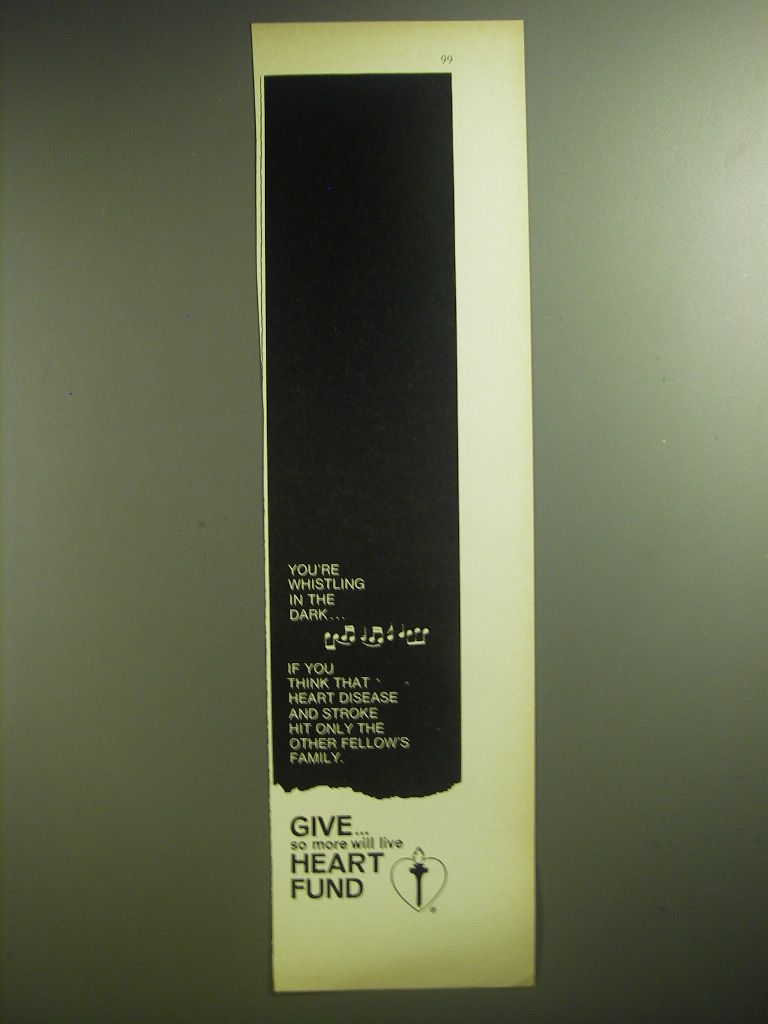 99
YOU'RE
WHISTLING
IN THE
DARK...
IF YOU
THINK THAT
HEART DISEASE
AND STROKE
HIT ONLY THE
OTHER FELLOW'S
FAMILY.
GIVE...
so more will live
HEART
FUND
®